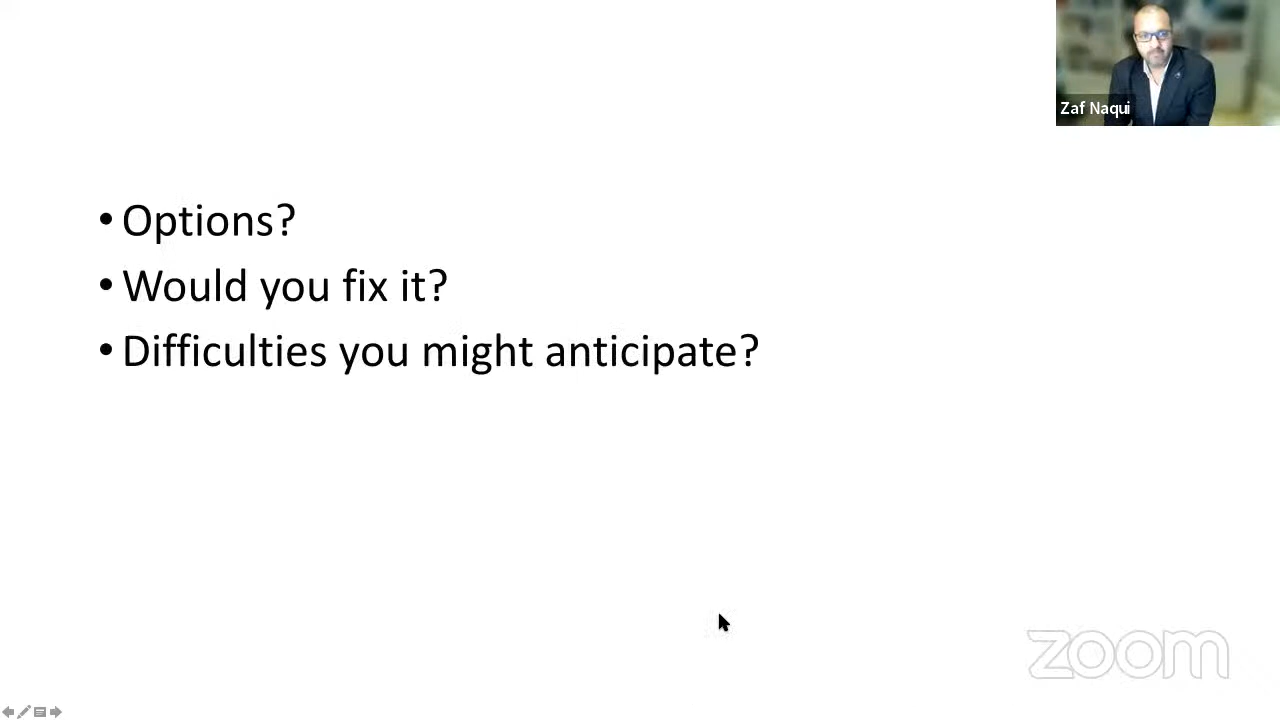 Zaf Naqui
• Options?
• Would you fix it?
• Difficulties you might anticipate?
zoom